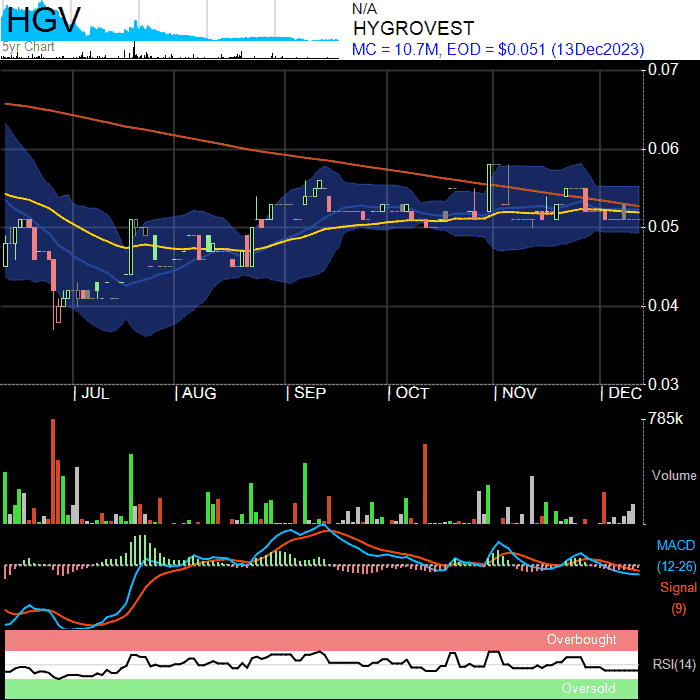 HGV
5yr Chart
N/A
HYGROVEST
MC = 10.7M, EOD = $0.051 (13Dec2023)
0.07
0.06
0.05
0.04
0.03
| JUL | AUG | SEP | OCT | NOV | DEC
785k
Volume
MACD
(12-26)
Signal
(9)
Overbought
RSI(14)
Oversold